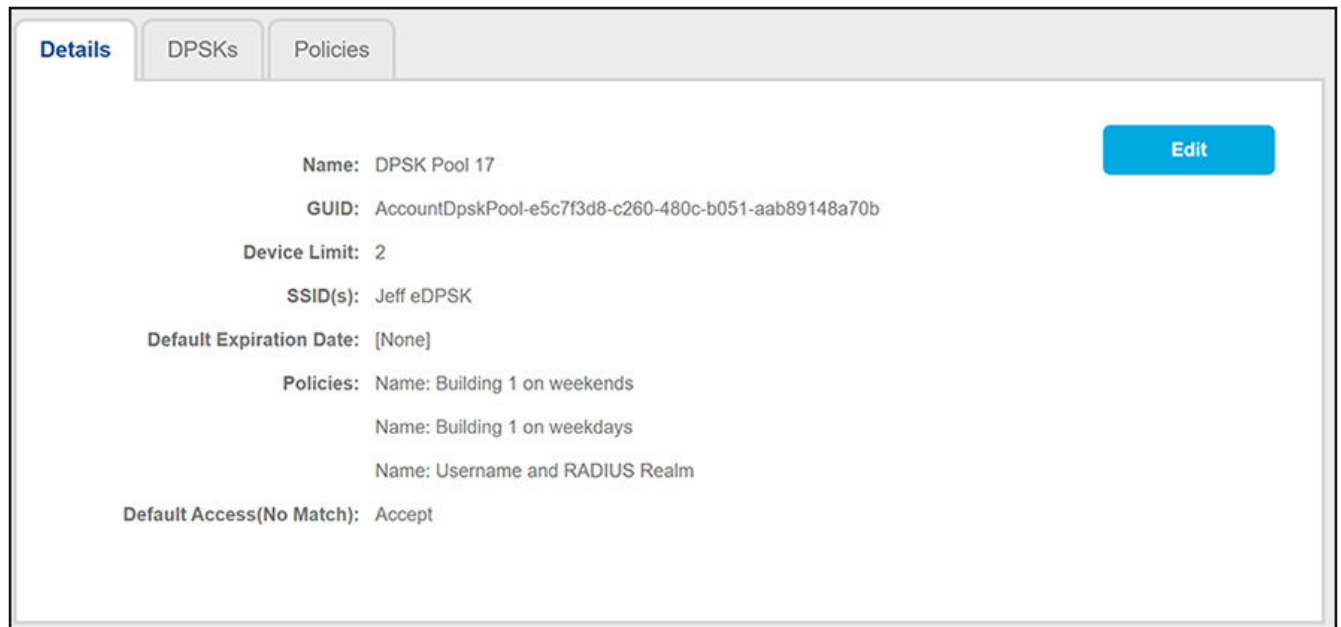 Details DPSKs Policies
Edit
Name: DPSK Pool 17
GUID: AccountDpskPool-e5c7f3d8-c260-480c-b051-aab89148a70b
Device Limit: 2
SSID(s): Jeff eDPSK
Default Expiration Date: [None]
Policies: Name: Building 1 on weekends
Name: Building 1 on weekdays
Name: Username and RADIUS Realm
Default Access(No Match): Accept